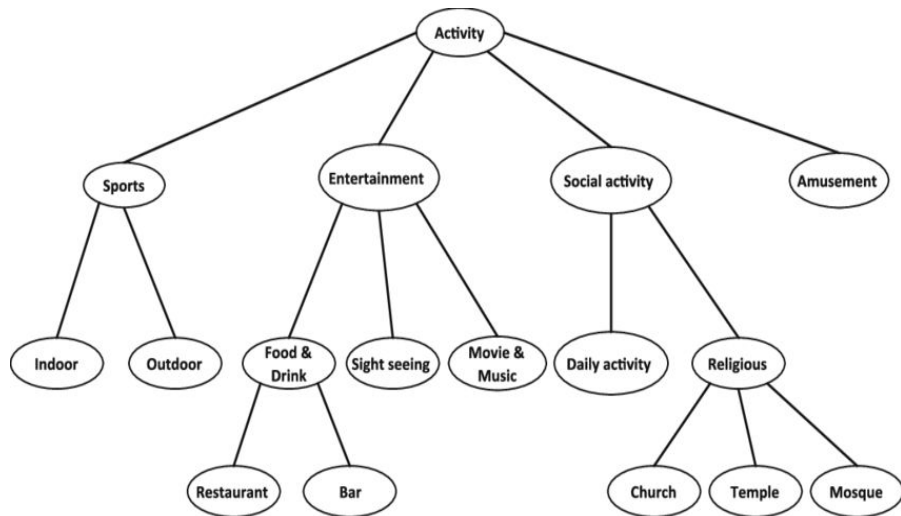 Activity
Sports
Entertainment
Social activity
Amusement
Indoor
Outdoor
Food &
Drink
Sight seeing
Movie &
Music
Daily activity
Religious
Restaurant
Bar
Church
Temple
Mosque